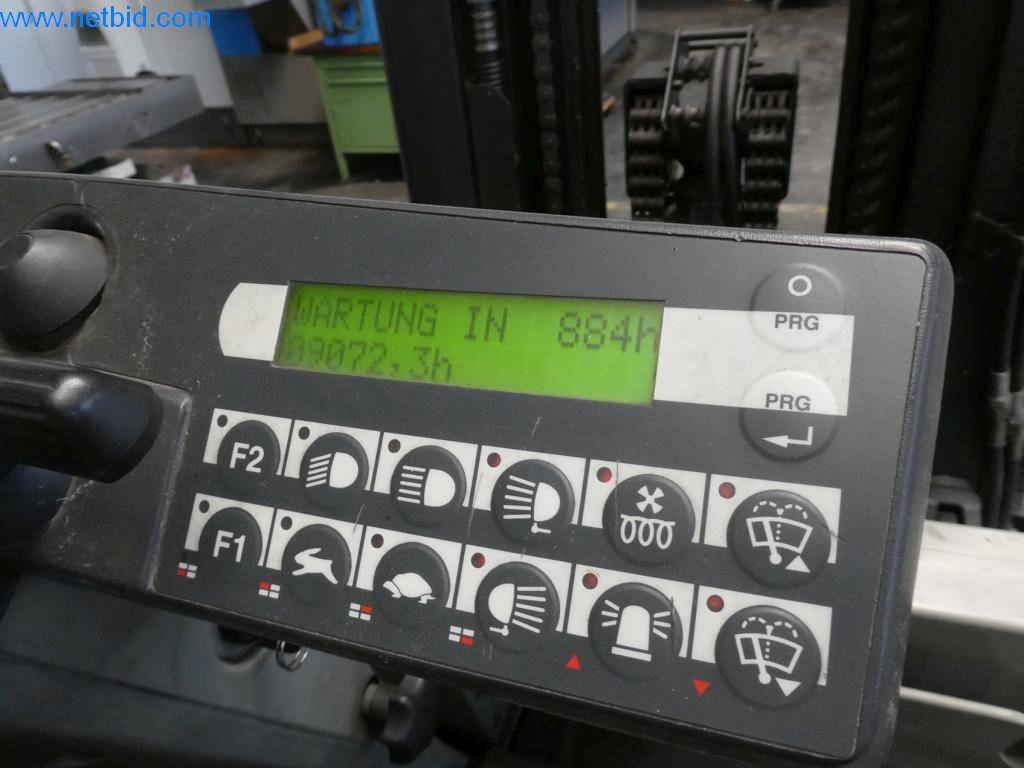 www.netbid.com
WARTUNG IN 884h
09072,3h
PRG
PRG
F2
F1